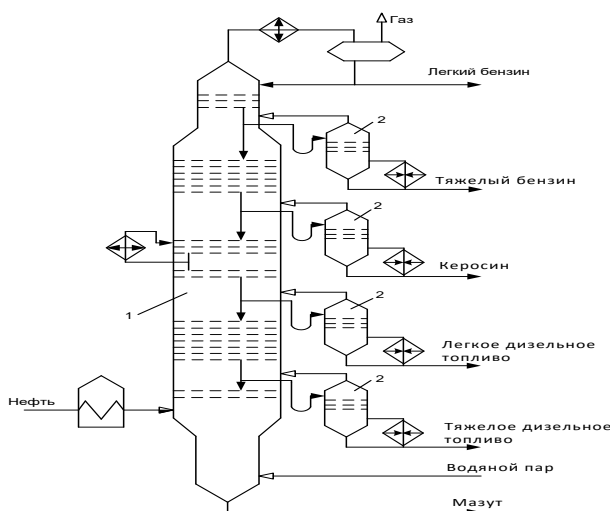 Газ
Легкий бензин
2
Тяжелый бензин
2
Керосин
1
2
Легкое дизельное
топливо
2
Нефть
Тяжелое дизельное
топливо
Водяной пар
Мазут